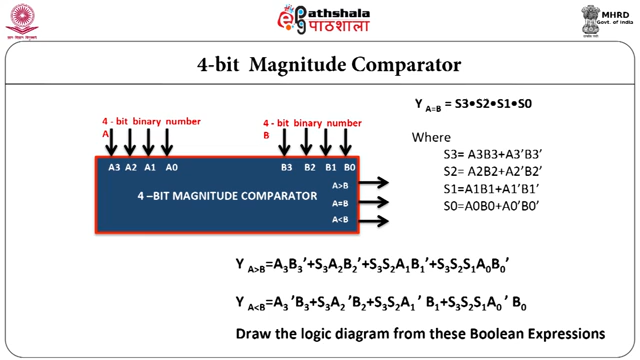 Pathshala
पाठशाला
MHRD
Govt. of India
4-bit Magnitude Comparator
4 - bit binary number
A
4 - bit binary number
B
A3 A2 A1 A0
B3 B2 B1 B0
4 –BIT MAGNITUDE COMPARATOR
A>B
A=B
A<B
Y A=B = S3•S2•S1•S0
Where
S3= A3B3+A3’B3’
S2= A2B2+A2’B2’
S1=A1B1+A1’B1’
S0=A0B0+A0’B0’
Y A>B=A3B3’+S3A2B2’+S3S2A1B1’+S3S2S1A0B0’
Y A<B=A3 ’B3+S3A2 ’B2+S3S2A1’ B1+S3S2S1A0’ B0
Draw the logic diagram from these Boolean Expressions